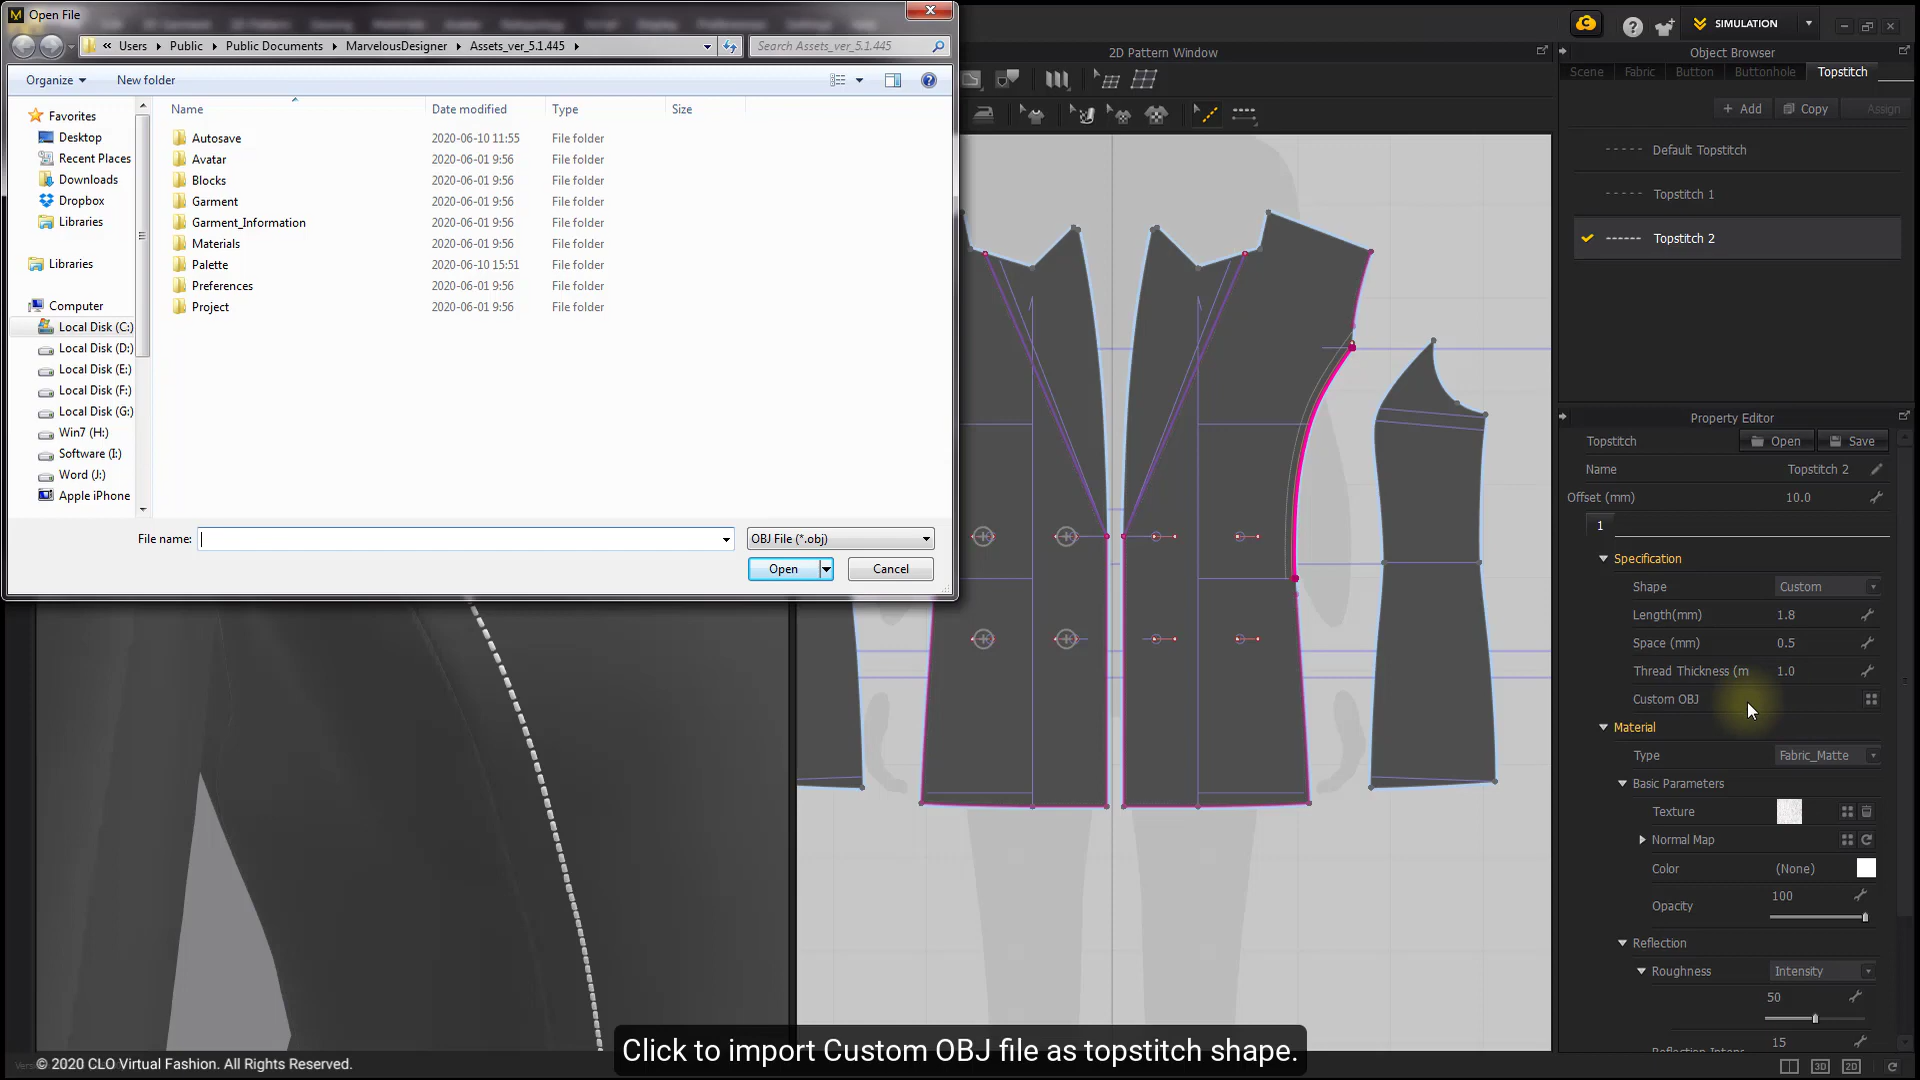 Open File
« Users Public Public Documents MarvelousDesigner Assets_ver_5.1.445
Search Assets_ver_5.1.445
Organize
New folder
Name Date modified Type Size
Favorites
Desktop
Recent Places
Downloads
Dropbox
Libraries
Libraries
Computer
Local Disk (C:)
Local Disk (D:)
Local Disk (E:)
Local Disk (F:)
Local Disk (G:)
Win7 (H:)
Software (I:)
Word (J:)
Apple iPhone
Autosave 2020-06-10 11:55 File folder
Avatar 2020-06-01 9:56 File folder
Blocks 2020-06-01 9:56 File folder
Garment 2020-06-01 9:56 File folder
Garment_Information 2020-06-01 9:56 File folder
Materials 2020-06-01 9:56 File folder
Palette 2020-06-10 15:51 File folder
Preferences 2020-06-01 9:56 File folder
Project 2020-06-01 9:56 File folder
File name:
OBJ File (*.obj)
Open
Cancel
SIMULATION
2D Pattern Window
Object Browser
Scene Fabric Button Buttonhole Topstitch
+ Add
Copy
Assign
Default Topstitch
Topstitch 1
Topstitch 2
Property Editor
Topstitch
Open
Save
Name Topstitch 2
Offset (mm) 10.0
1
Specification
Shape Custom
Length(mm) 1.8
Space (mm) 0.5
Thread Thickness (m 1.0
Custom OBJ
Material
Type Fabric_Matte
Basic Parameters
Texture
Normal Map
Color (None)
Opacity 100
Reflection
Roughness Intensity
50
Reflection Intens 15
3D
2D
Click to import Custom OBJ file as topstitch shape.
© 2020 CLO Virtual Fashion. All Rights Reserved.